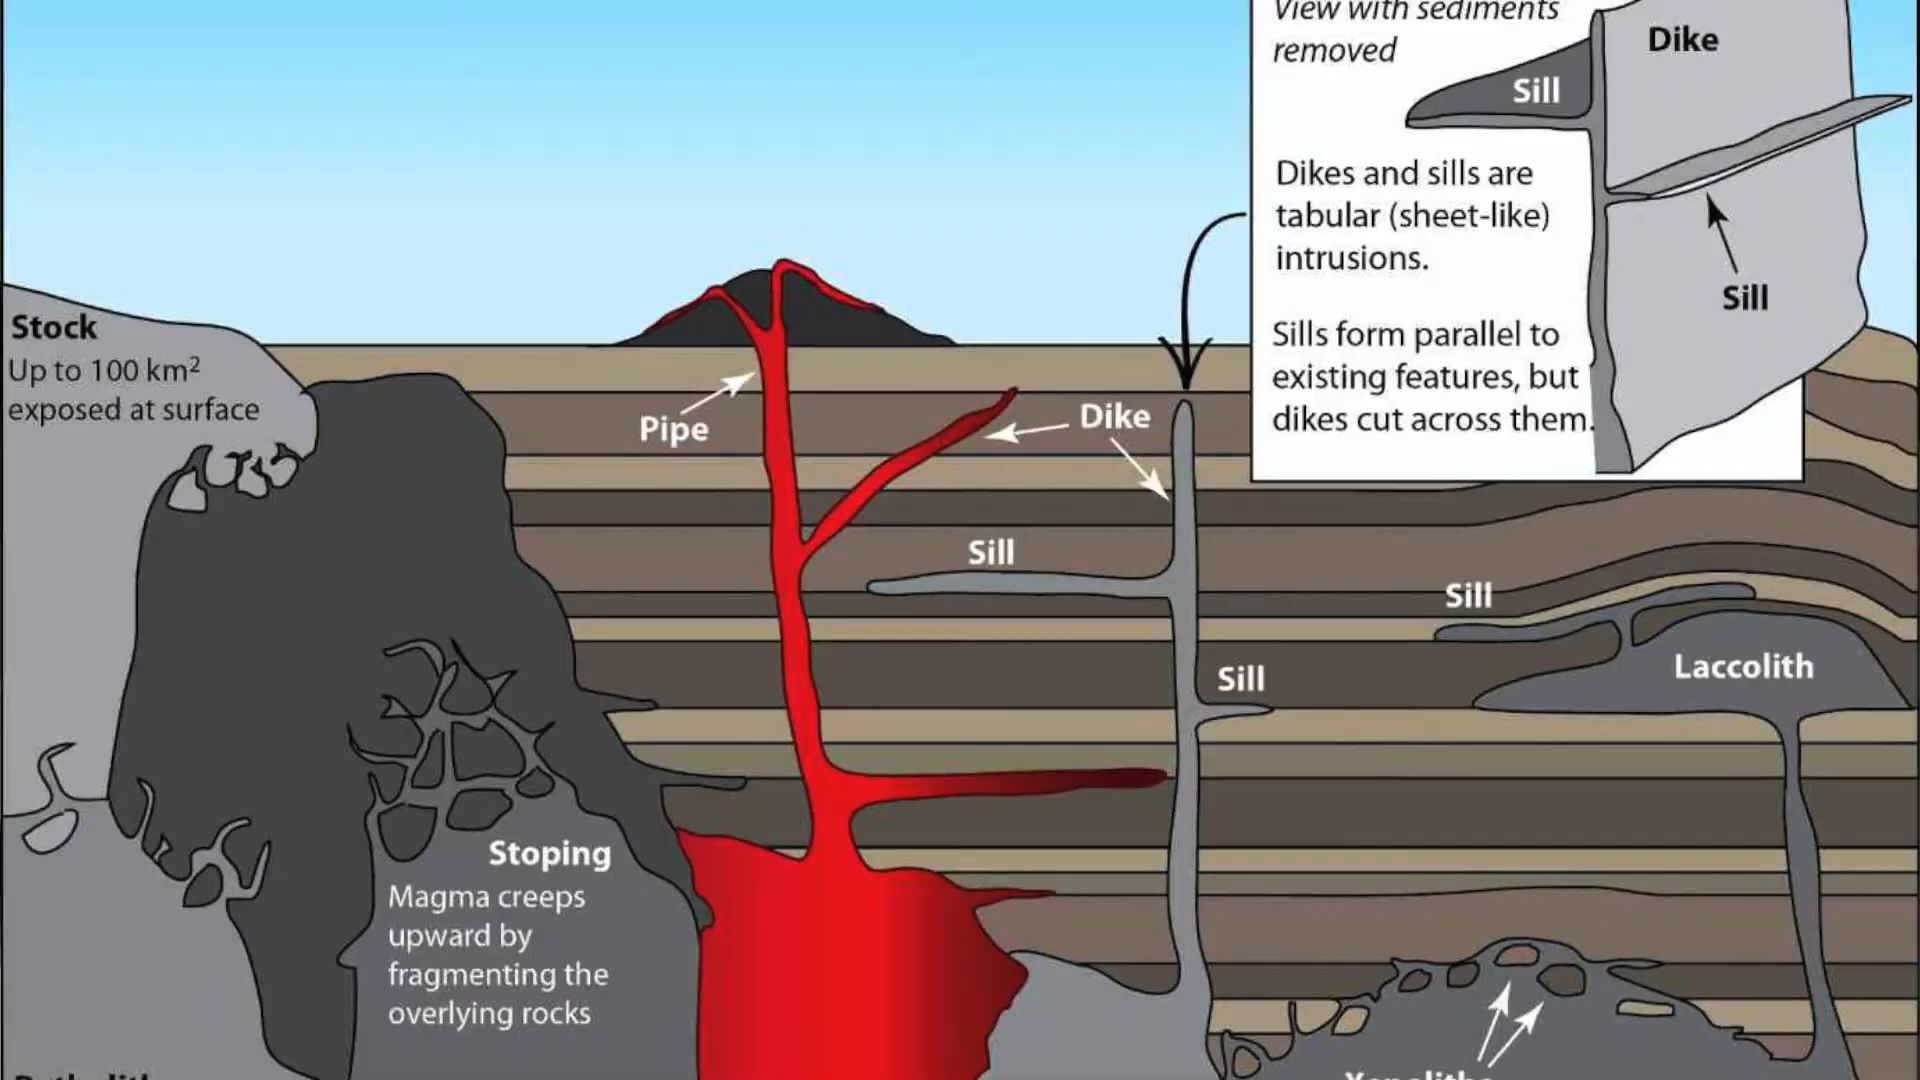 View with sediments
removed
Dike
Sill
Dikes and sills are
tabular (sheet-like)
intrusions.
Sill
Sills form parallel to
existing features, but
dikes cut across them.
Stock
Up to 100 km²
exposed at surface
Pipe
Dike
Sill
Sill
Sill
Laccolith
Stoping
Magma creeps
upward by
fragmenting the
overlying rocks
Xenoliths